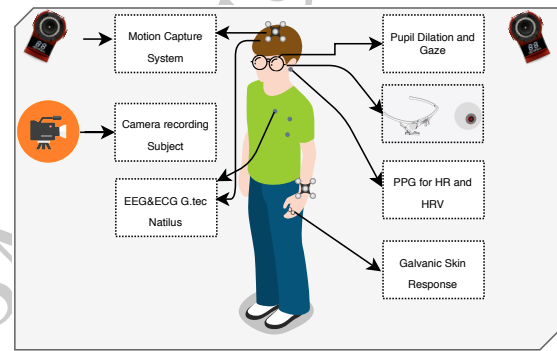 Motion Capture
System
Pupil Dilation and
Gaze
Camera recording
Subject
EEG&ECG G.tec
Natilus
PPG for HR and
HRV
Galvanic Skin
Response